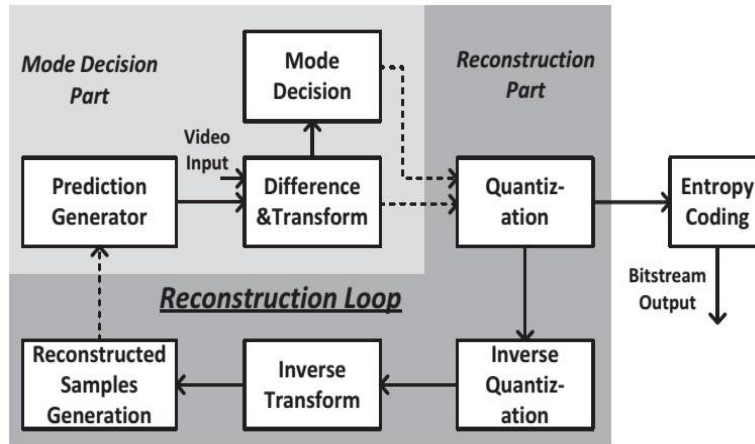 Mode Decision
Part
Mode
Decision
Reconstruction
Part
Video
Input
Prediction
Generator
Difference
&Transform
Quantiz-
ation
Entropy
Coding
Reconstruction Loop
Bitstream
Output
Reconstructed
Samples
Generation
Inverse
Transform
Inverse
Quantiz-
ation